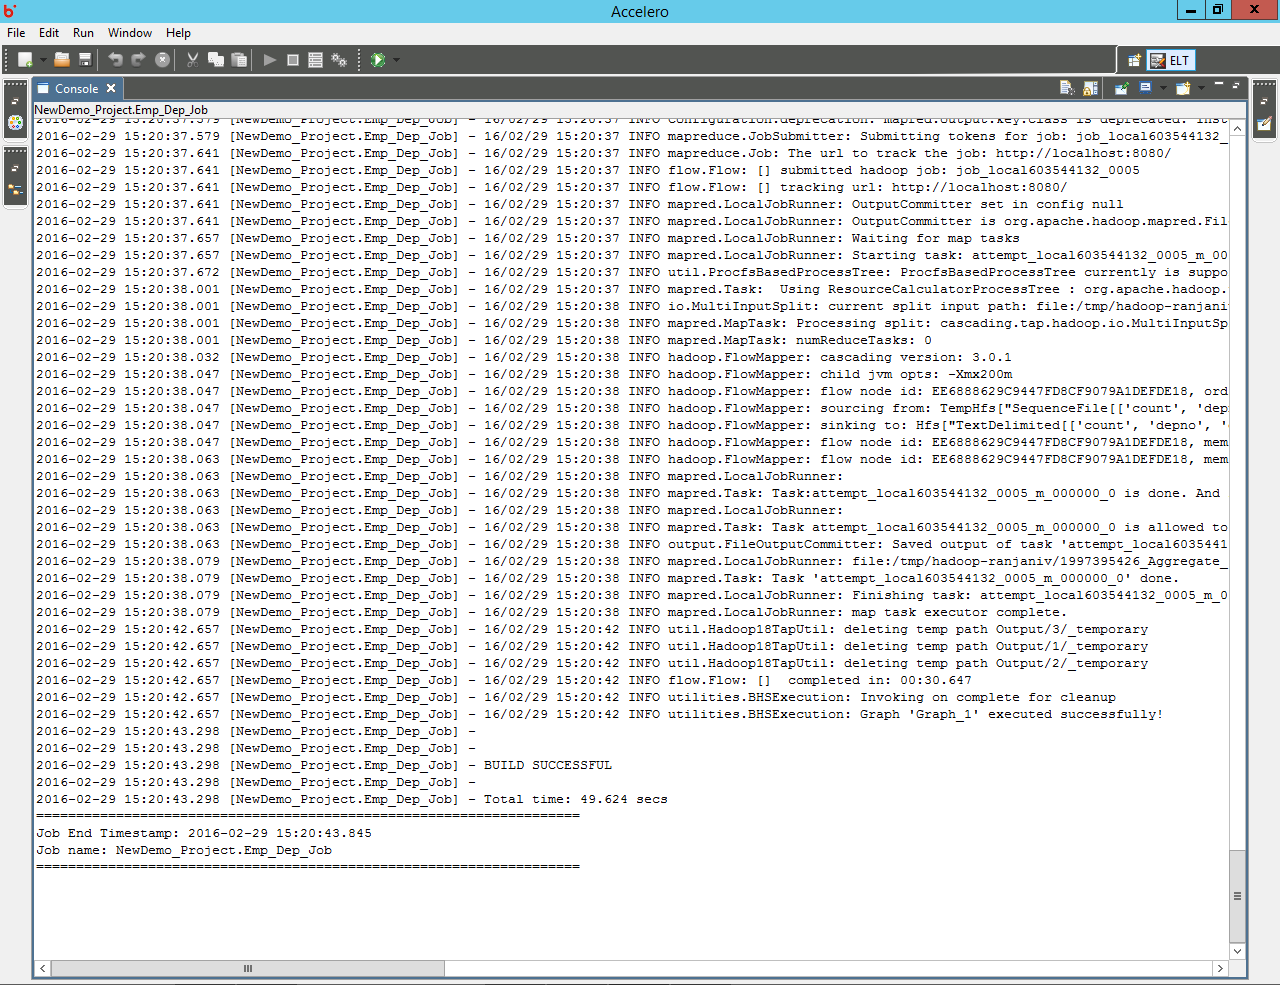 Accelero
File Edit Run Window Help
ELT
Console
NewDemo_Project.Emp_Dep_Job
2016-02-29 15:20:37.579 [NewDemo_Project.Emp_Dep_Job] - 16/02/29 15:20:37 INFO Configuration.deprecation: mapred.output.key.class is deprecated. Inst
2016-02-29 15:20:37.579 [NewDemo_Project.Emp_Dep_Job] - 16/02/29 15:20:37 INFO mapreduce.JobSubmitter: Submitting tokens for job: job_local603544132_
2016-02-29 15:20:37.641 [NewDemo_Project.Emp_Dep_Job] - 16/02/29 15:20:37 INFO mapreduce.Job: The url to track the job: http://localhost:8080/
2016-02-29 15:20:37.641 [NewDemo_Project.Emp_Dep_Job] - 16/02/29 15:20:37 INFO flow.Flow: [] submitted hadoop job: job_local603544132_0005
2016-02-29 15:20:37.641 [NewDemo_Project.Emp_Dep_Job] - 16/02/29 15:20:37 INFO flow.Flow: [] tracking url: http://localhost:8080/
2016-02-29 15:20:37.641 [NewDemo_Project.Emp_Dep_Job] - 16/02/29 15:20:37 INFO mapred.LocalJobRunner: OutputCommitter set in config null
2016-02-29 15:20:37.641 [NewDemo_Project.Emp_Dep_Job] - 16/02/29 15:20:37 INFO mapred.LocalJobRunner: OutputCommitter is org.apache.hadoop.mapred.Fil
2016-02-29 15:20:37.657 [NewDemo_Project.Emp_Dep_Job] - 16/02/29 15:20:37 INFO mapred.LocalJobRunner: Waiting for map tasks
2016-02-29 15:20:37.657 [NewDemo_Project.Emp_Dep_Job] - 16/02/29 15:20:37 INFO mapred.LocalJobRunner: Starting task: attempt_local603544132_0005_m_00
2016-02-29 15:20:37.672 [NewDemo_Project.Emp_Dep_Job] - 16/02/29 15:20:37 INFO util.ProcfsBasedProcessTree: ProcfsBasedProcessTree currently is suppo
2016-02-29 15:20:38.001 [NewDemo_Project.Emp_Dep_Job] - 16/02/29 15:20:37 INFO mapred.Task:  Using ResourceCalculatorProcessTree : org.apache.hadoop.
2016-02-29 15:20:38.001 [NewDemo_Project.Emp_Dep_Job] - 16/02/29 15:20:38 INFO io.MultiInputSplit: current split input path: file:/tmp/hadoop-ranjani
2016-02-29 15:20:38.001 [NewDemo_Project.Emp_Dep_Job] - 16/02/29 15:20:38 INFO mapred.MapTask: Processing split: cascading.tap.hadoop.io.MultiInputSp
2016-02-29 15:20:38.001 [NewDemo_Project.Emp_Dep_Job] - 16/02/29 15:20:38 INFO mapred.MapTask: numReduceTasks: 0
2016-02-29 15:20:38.032 [NewDemo_Project.Emp_Dep_Job] - 16/02/29 15:20:38 INFO hadoop.FlowMapper: cascading version: 3.0.1
2016-02-29 15:20:38.047 [NewDemo_Project.Emp_Dep_Job] - 16/02/29 15:20:38 INFO hadoop.FlowMapper: child jvm opts: -Xmx200m
2016-02-29 15:20:38.047 [NewDemo_Project.Emp_Dep_Job] - 16/02/29 15:20:38 INFO hadoop.FlowMapper: flow node id: EE6888629C9447FD8CF9079A1DEFDE18, ord
2016-02-29 15:20:38.047 [NewDemo_Project.Emp_Dep_Job] - 16/02/29 15:20:38 INFO hadoop.FlowMapper: sourcing from: TempHfs["SequenceFile[['count', 'dep
2016-02-29 15:20:38.047 [NewDemo_Project.Emp_Dep_Job] - 16/02/29 15:20:38 INFO hadoop.FlowMapper: sinking to: Hfs["TextDelimited[['count', 'depno', '
2016-02-29 15:20:38.047 [NewDemo_Project.Emp_Dep_Job] - 16/02/29 15:20:38 INFO hadoop.FlowMapper: flow node id: EE6888629C9447FD8CF9079A1DEFDE18, mem
2016-02-29 15:20:38.063 [NewDemo_Project.Emp_Dep_Job] - 16/02/29 15:20:38 INFO hadoop.FlowMapper: flow node id: EE6888629C9447FD8CF9079A1DEFDE18, mem
2016-02-29 15:20:38.063 [NewDemo_Project.Emp_Dep_Job] - 16/02/29 15:20:38 INFO mapred.LocalJobRunner:
2016-02-29 15:20:38.063 [NewDemo_Project.Emp_Dep_Job] - 16/02/29 15:20:38 INFO mapred.Task: Task:attempt_local603544132_0005_m_000000_0 is done. And
2016-02-29 15:20:38.063 [NewDemo_Project.Emp_Dep_Job] - 16/02/29 15:20:38 INFO mapred.LocalJobRunner:
2016-02-29 15:20:38.063 [NewDemo_Project.Emp_Dep_Job] - 16/02/29 15:20:38 INFO mapred.Task: Task attempt_local603544132_0005_m_000000_0 is allowed to
2016-02-29 15:20:38.063 [NewDemo_Project.Emp_Dep_Job] - 16/02/29 15:20:38 INFO output.FileOutputCommitter: Saved output of task 'attempt_local6035441
2016-02-29 15:20:38.079 [NewDemo_Project.Emp_Dep_Job] - 16/02/29 15:20:38 INFO mapred.LocalJobRunner: file:/tmp/hadoop-ranjaniv/1997395426_Aggregate_
2016-02-29 15:20:38.079 [NewDemo_Project.Emp_Dep_Job] - 16/02/29 15:20:38 INFO mapred.Task: Task 'attempt_local603544132_0005_m_000000_0' done.
2016-02-29 15:20:38.079 [NewDemo_Project.Emp_Dep_Job] - 16/02/29 15:20:38 INFO mapred.LocalJobRunner: Finishing task: attempt_local603544132_0005_m_0
2016-02-29 15:20:38.079 [NewDemo_Project.Emp_Dep_Job] - 16/02/29 15:20:38 INFO mapred.LocalJobRunner: map task executor complete.
2016-02-29 15:20:42.657 [NewDemo_Project.Emp_Dep_Job] - 16/02/29 15:20:42 INFO util.Hadoop18TapUtil: deleting temp path Output/3/_temporary
2016-02-29 15:20:42.657 [NewDemo_Project.Emp_Dep_Job] - 16/02/29 15:20:42 INFO util.Hadoop18TapUtil: deleting temp path Output/1/_temporary
2016-02-29 15:20:42.657 [NewDemo_Project.Emp_Dep_Job] - 16/02/29 15:20:42 INFO util.Hadoop18TapUtil: deleting temp path Output/2/_temporary
2016-02-29 15:20:42.657 [NewDemo_Project.Emp_Dep_Job] - 16/02/29 15:20:42 INFO flow.Flow: []  completed in: 00:30.647
2016-02-29 15:20:42.657 [NewDemo_Project.Emp_Dep_Job] - 16/02/29 15:20:42 INFO utilities.BHSExecution: Invoking on complete for cleanup
2016-02-29 15:20:42.657 [NewDemo_Project.Emp_Dep_Job] - 16/02/29 15:20:42 INFO utilities.BHSExecution: Graph 'Graph_1' executed successfully!
2016-02-29 15:20:43.298 [NewDemo_Project.Emp_Dep_Job] -
2016-02-29 15:20:43.298 [NewDemo_Project.Emp_Dep_Job] -
2016-02-29 15:20:43.298 [NewDemo_Project.Emp_Dep_Job] - BUILD SUCCESSFUL
2016-02-29 15:20:43.298 [NewDemo_Project.Emp_Dep_Job] -
2016-02-29 15:20:43.298 [NewDemo_Project.Emp_Dep_Job] - Total time: 49.624 secs
====================================================================
Job End Timestamp: 2016-02-29 15:20:43.845
Job name: NewDemo_Project.Emp_Dep_Job
====================================================================